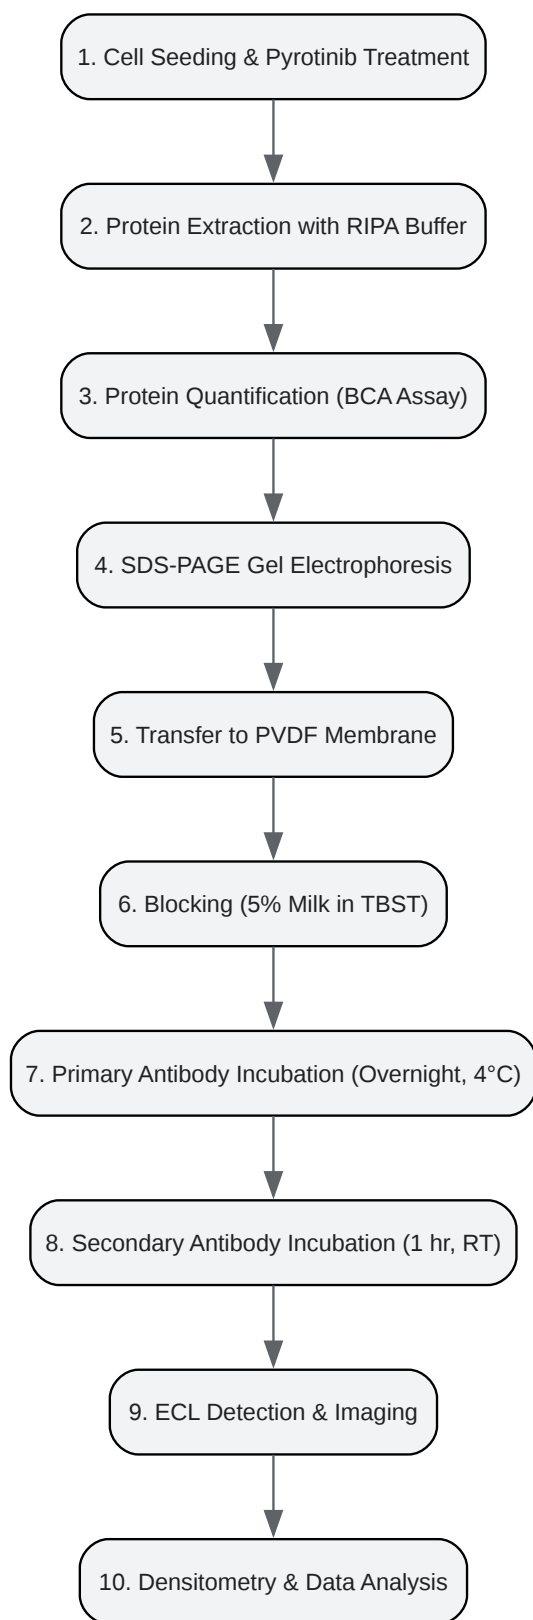 1. Cell Seeding & Pyrotinib Treatment
2. Protein Extraction with RIPA Buffer
3. Protein Quantification (BCA Assay)
4. SDS-PAGE Gel Electrophoresis
5. Transfer to PVDF Membrane
6. Blocking (5% Milk in TBST)
7. Primary Antibody Incubation (Overnight, 4°C)
8. Secondary Antibody Incubation (1 hr, RT)
9. ECL Detection & Imaging
10. Densitometry & Data Analysis